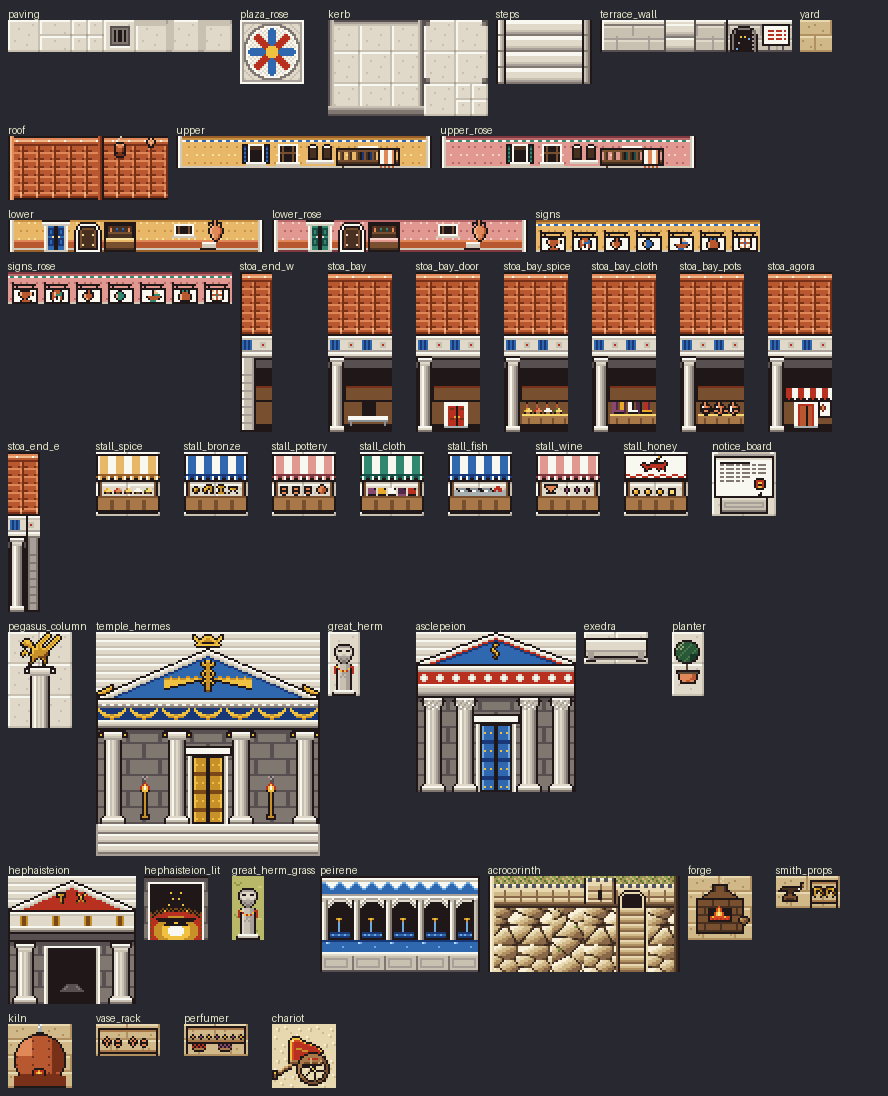 paving
plaza_rose
kerb
steps
terrace_wall
yard
roof
upper
upper_rose
lower
lower_rose
signs
signs_rose
stoa_end_w
stoa_bay
stoa_bay_door
stoa_bay_spice
stoa_bay_cloth
stoa_bay_pots
stoa_agora
stoa_end_e
stall_spice
stall_bronze
stall_pottery
stall_cloth
stall_fish
stall_wine
stall_honey
notice_board
pegasus_column
temple_hermes
great_herm
asclepeion
exedra
planter
hephaisteion
hephaisteion_lit
great_herm_grass
peirene
acrocorinth
forge
smith_props
kiln
vase_rack
perfumer
chariot